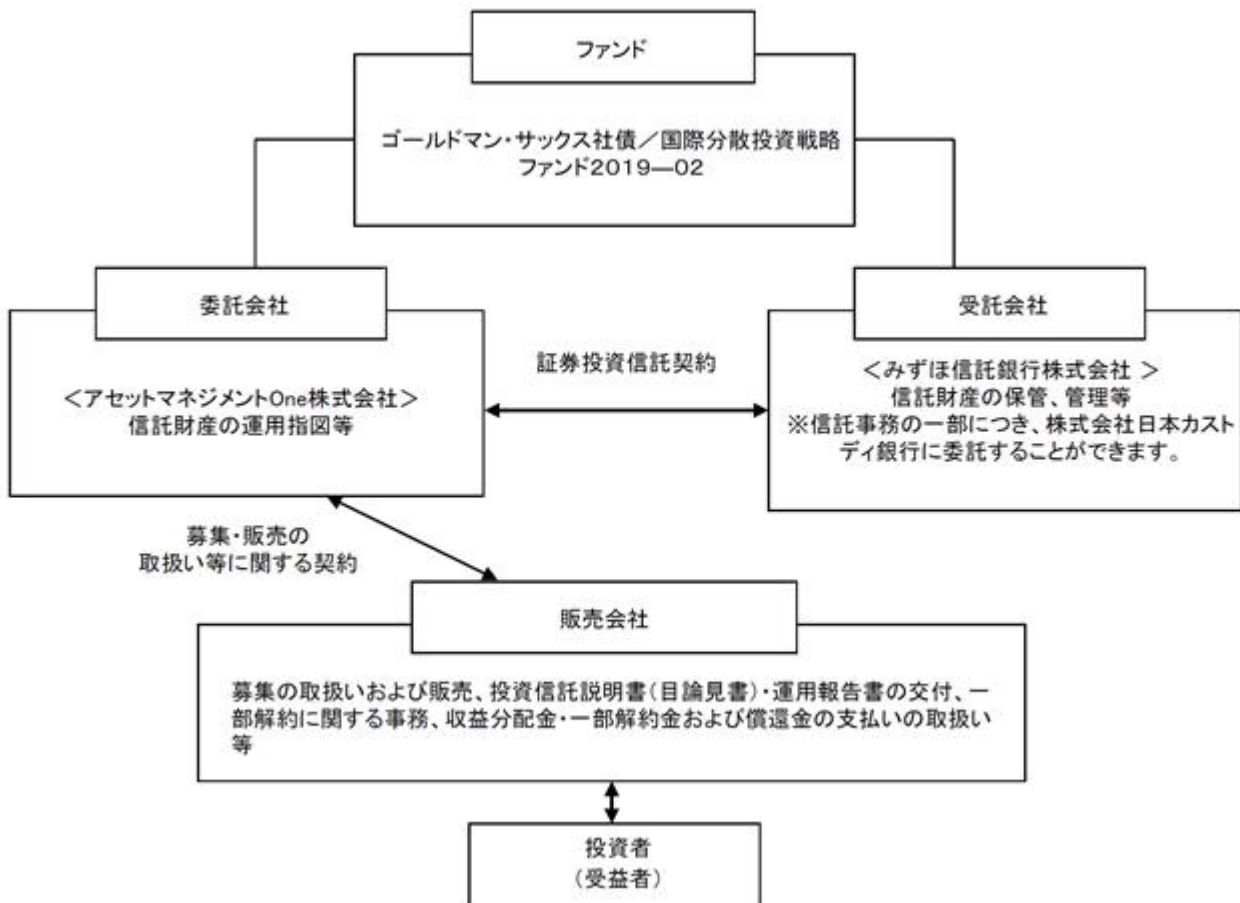 ファンド
ゴールドマン・サックス社債／国際分散投資戦略
ファンド2019―02
委託会社
＜アセットマネジメントOne株式会社＞
信託財産の運用指図等
証券投資信託契約
受託会社
＜みずほ信託銀行株式会社 ＞
信託財産の保管、管理等
※信託事務の一部につき、株式会社日本カスト
ディ銀行に委託することができます。
募集・販売の
取扱い等に関する契約
販売会社
募集の取扱いおよび販売、投資信託説明書(目論見書)・運用報告書の交付、一
部解約に関する事務、収益分配金・一部解約金および償還金の支払いの取扱い
等
投資者
（受益者）